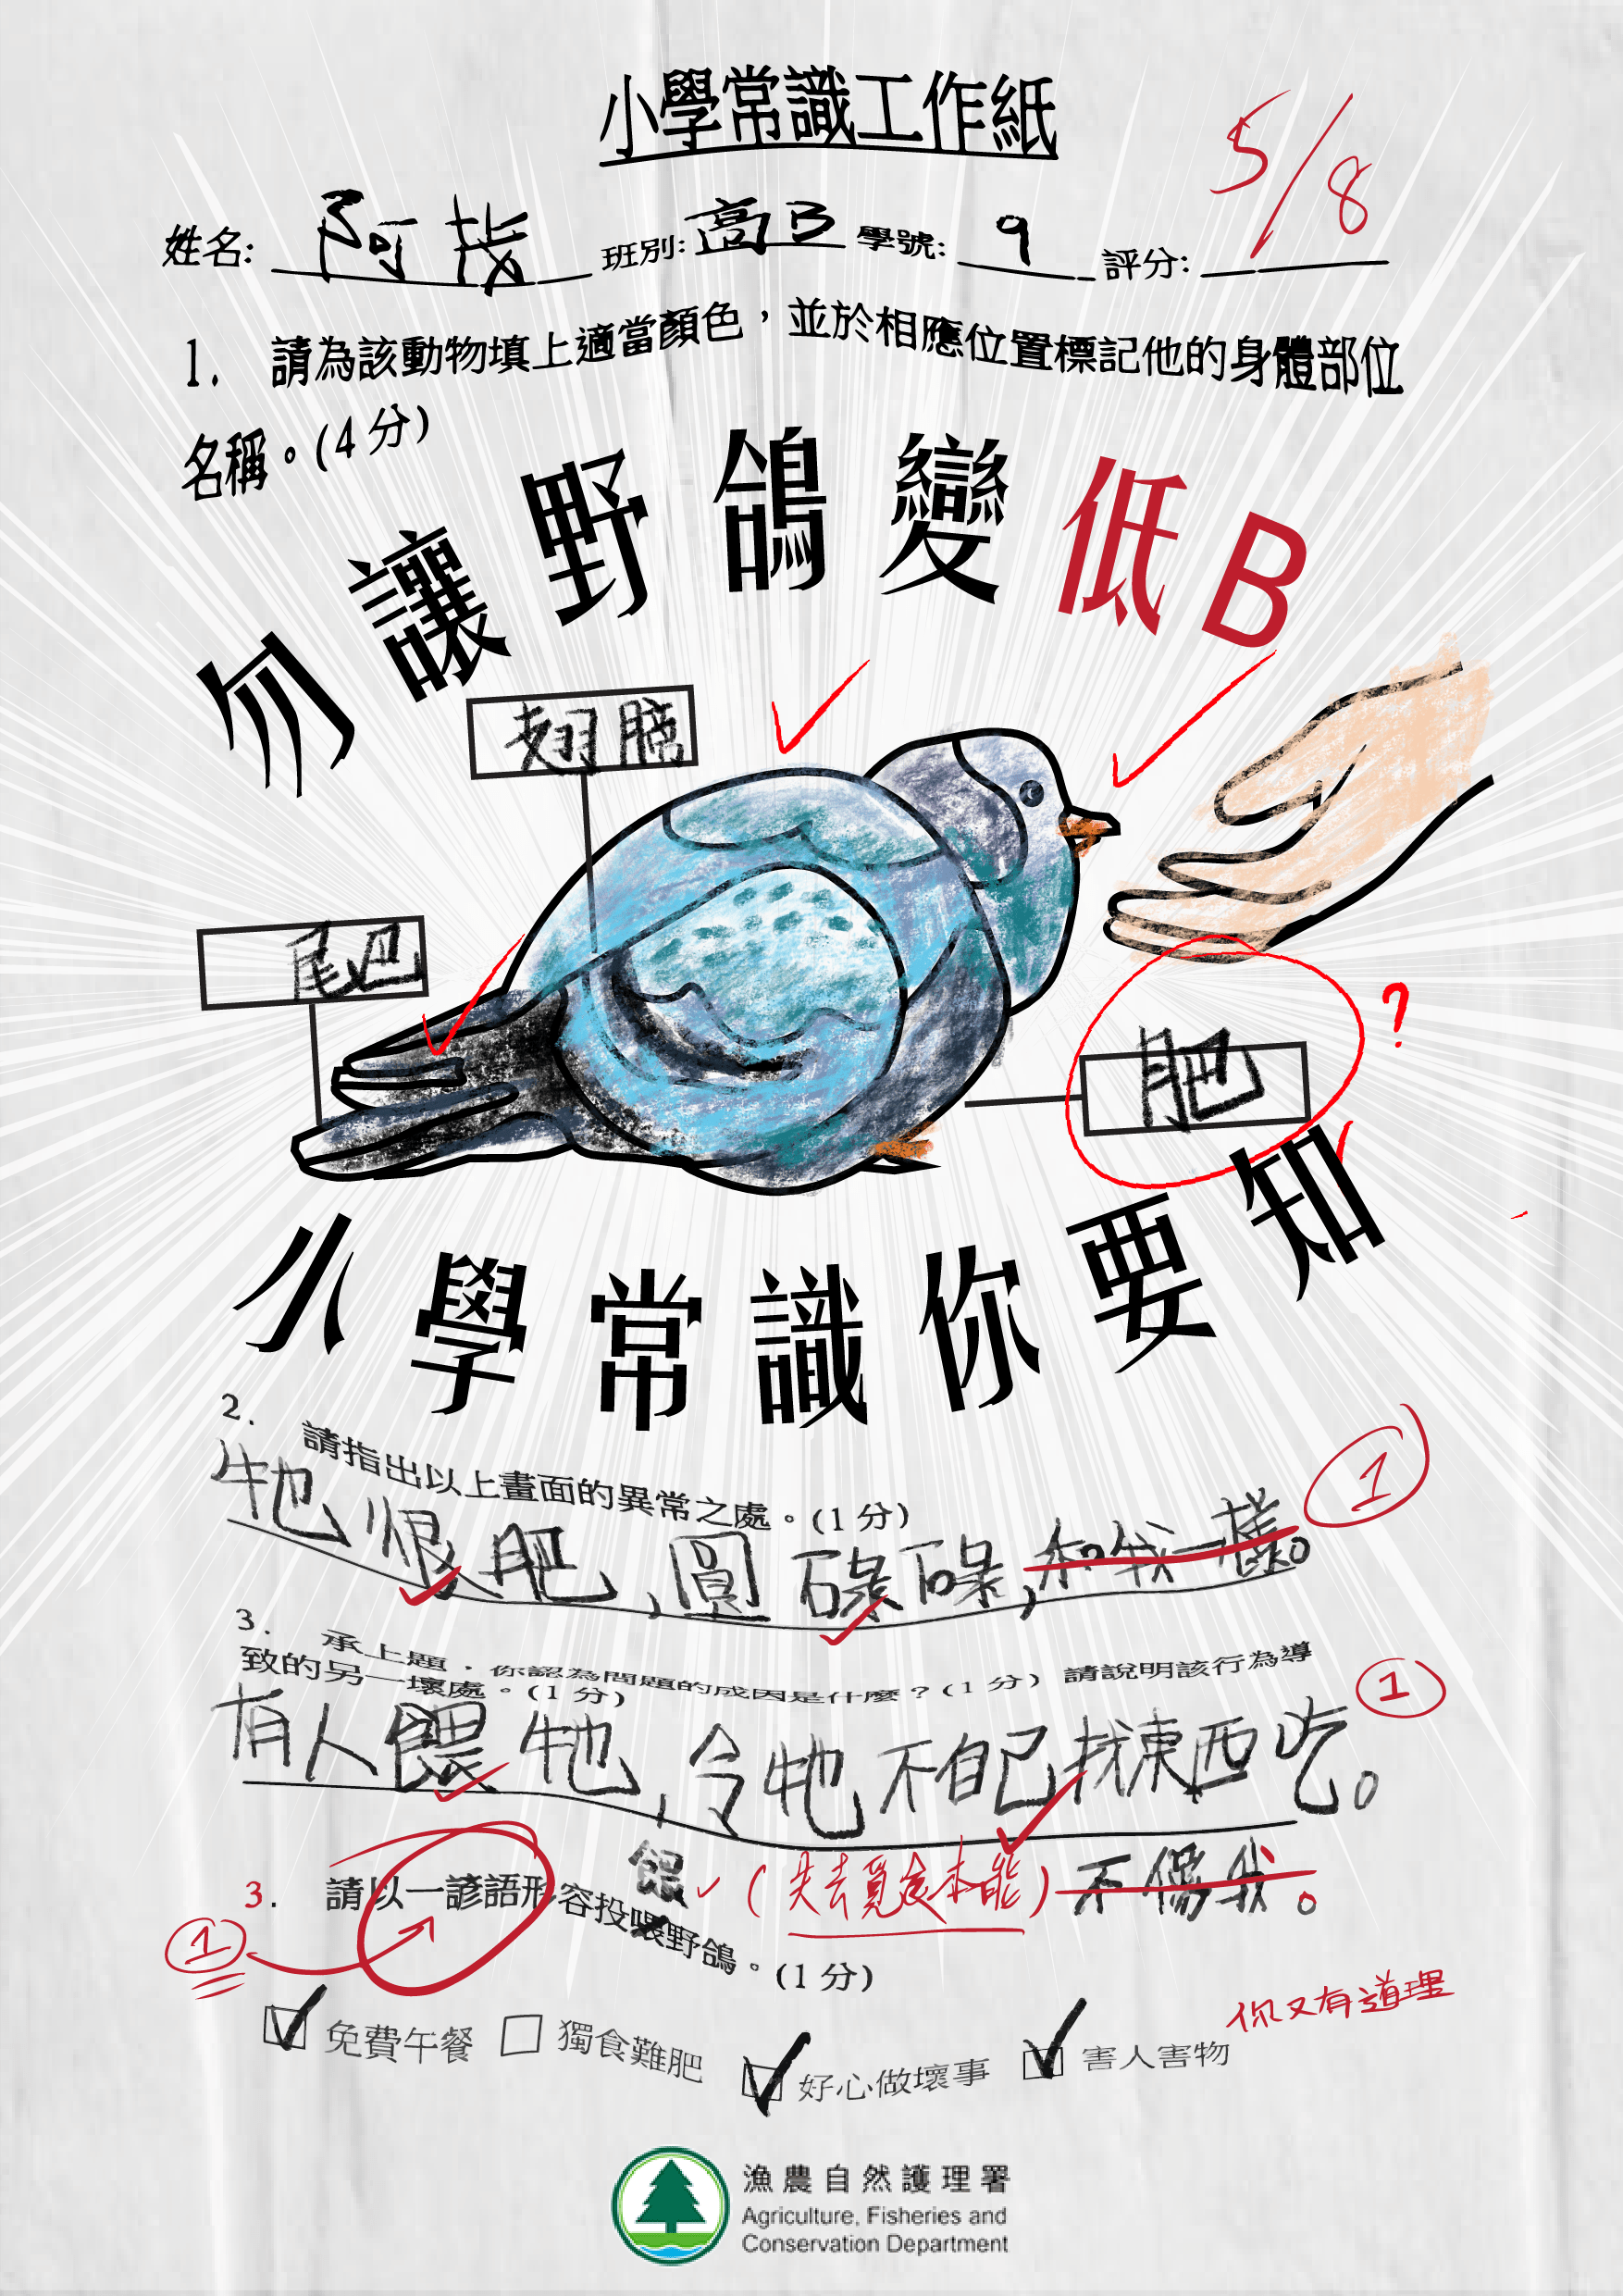 小學常識工作紙
5/8
姓名: 阿拔 班別: 高B 學號: 9 評分:
1. 請為該動物填上適當顏色，並於相應位置標記他的身體部位
名稱。(4分)
勿讓野鴿變低B
翅膀
尾巴
肥
?
小學常識你要知
2. 請指出以上畫面的異常之處。(1分)
1
牠很肥,圓碌碌,和我一樣。
3. 承上題，你認為問題的成因是什麼？(1分) 請說明該行為導
致的另一壞處。(1分)
1
有人餵牠,令牠不自己找東西吃。
(失去覓食本能) 不像我。
餵
3. 請以一諺語形容投喂野鴿。(1分)
1
你又有道理
免費午餐 獨食難肥 好心做壞事 害人害物
漁農自然護理署
Agriculture, Fisheries and
Conservation Department